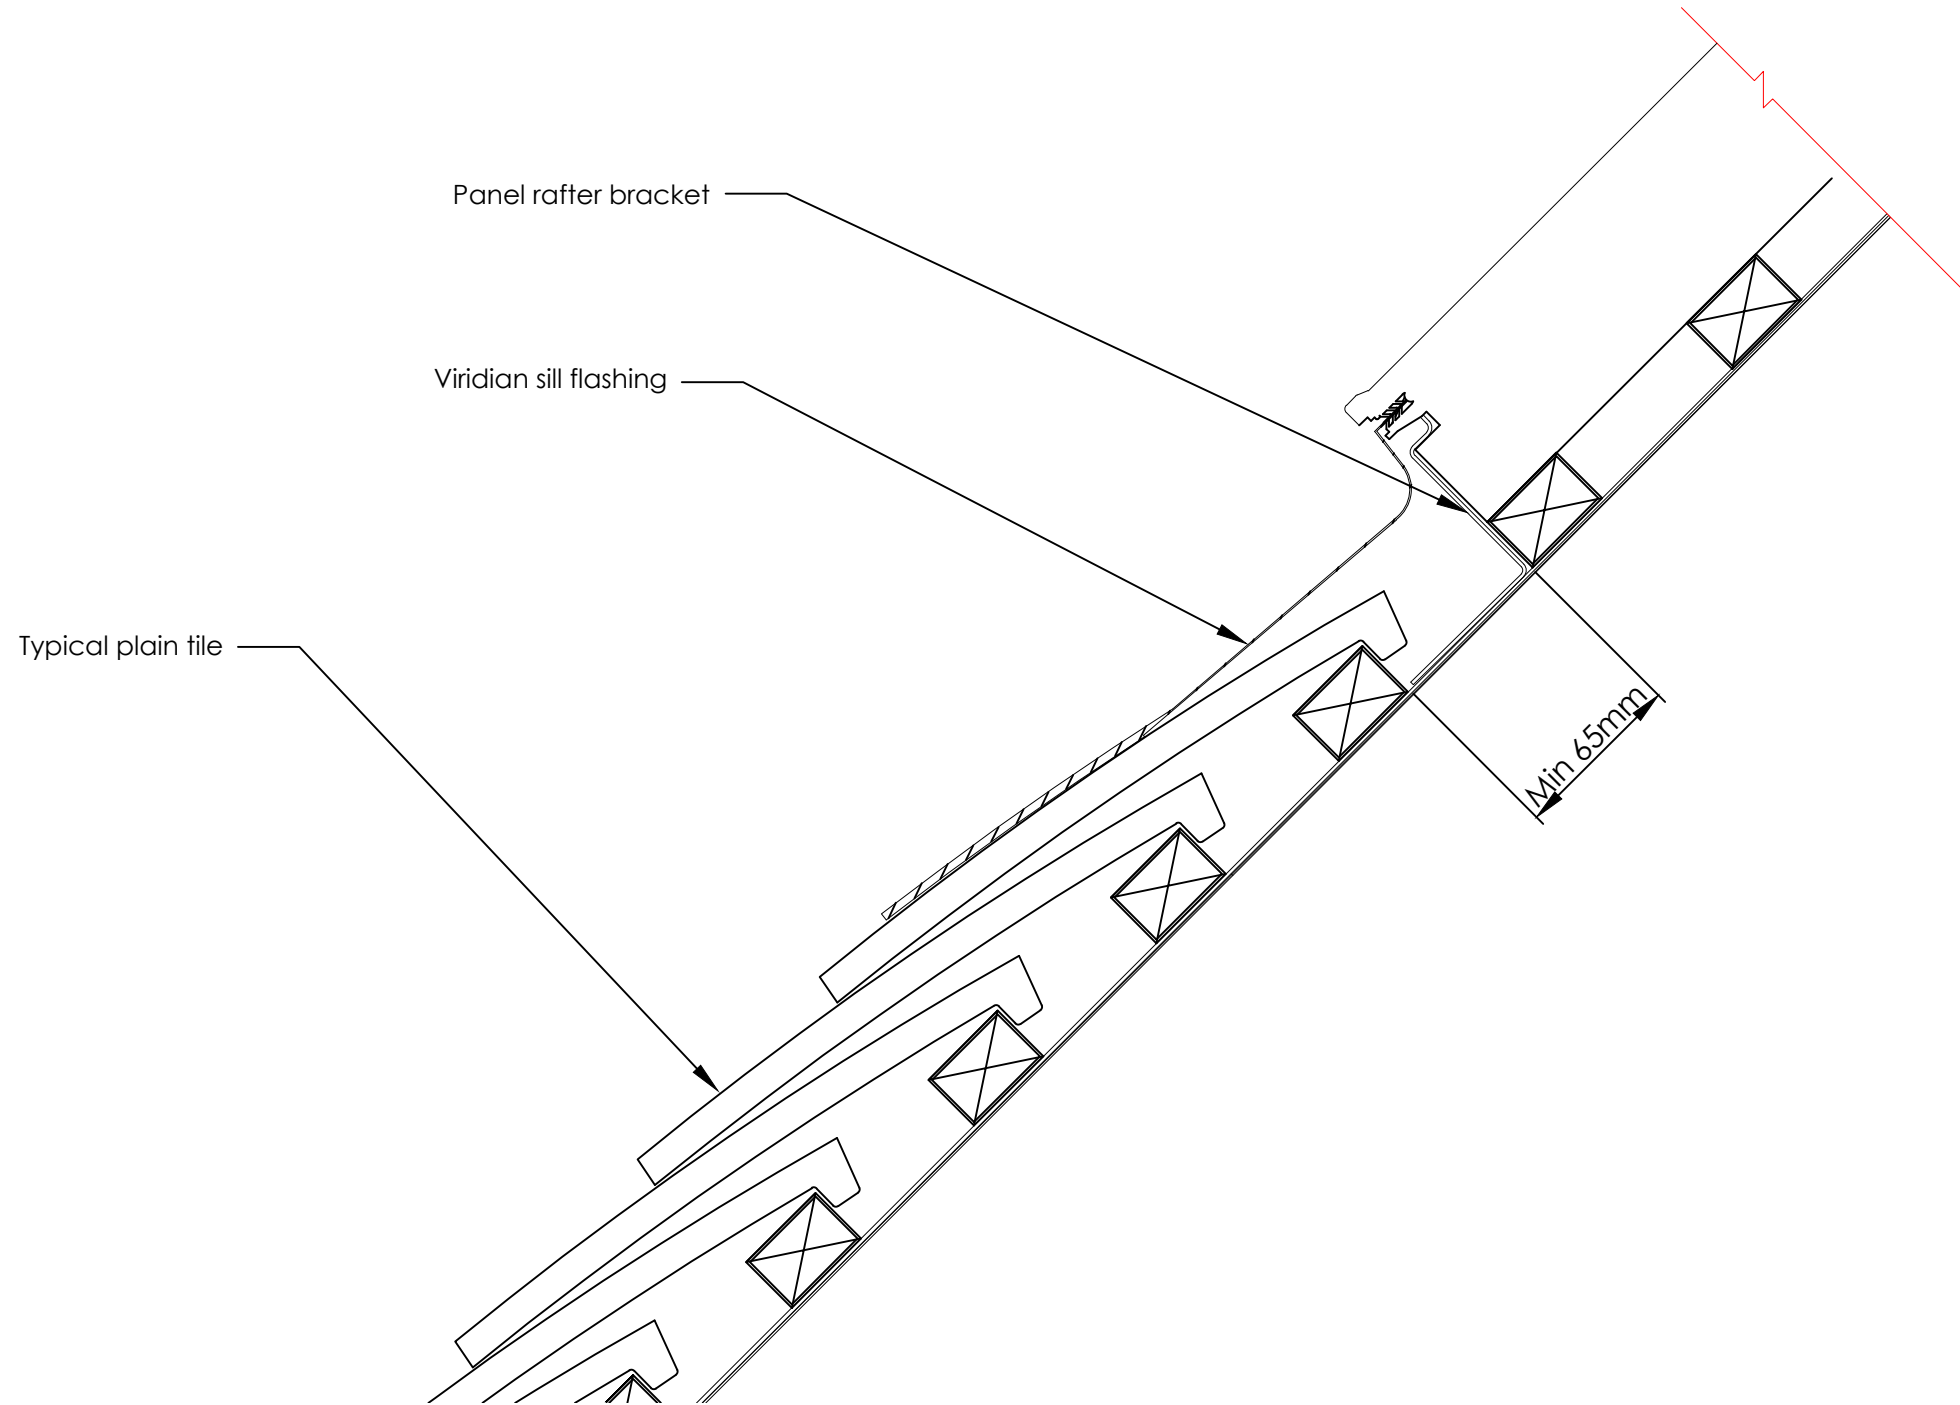 Panel rafter bracket
Viridian sill flashing
Typical plain tile
Min 65mm